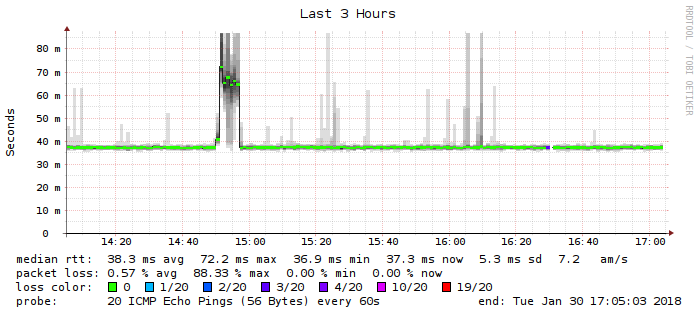 Last 3 Hours
RRDTOOL / TOBI OETIKER
Seconds
80 m
70 m
60 m
50 m
40 m
30 m
20 m
10 m
0
14:20 14:40 15:00 15:20 15:40 16:00 16:20 16:40 17:00
median rtt: 38.3 ms avg 72.2 ms max 36.9 ms min 37.3 ms now 5.3 ms sd 7.2 am/s
packet loss: 0.57 % avg 88.33 % max 0.00 % min 0.00 % now
loss color: 0 1/20 2/20 3/20 4/20 10/20 19/20
probe: 20 ICMP Echo Pings (56 Bytes) every 60s end: Tue Jan 30 17:05:03 2018